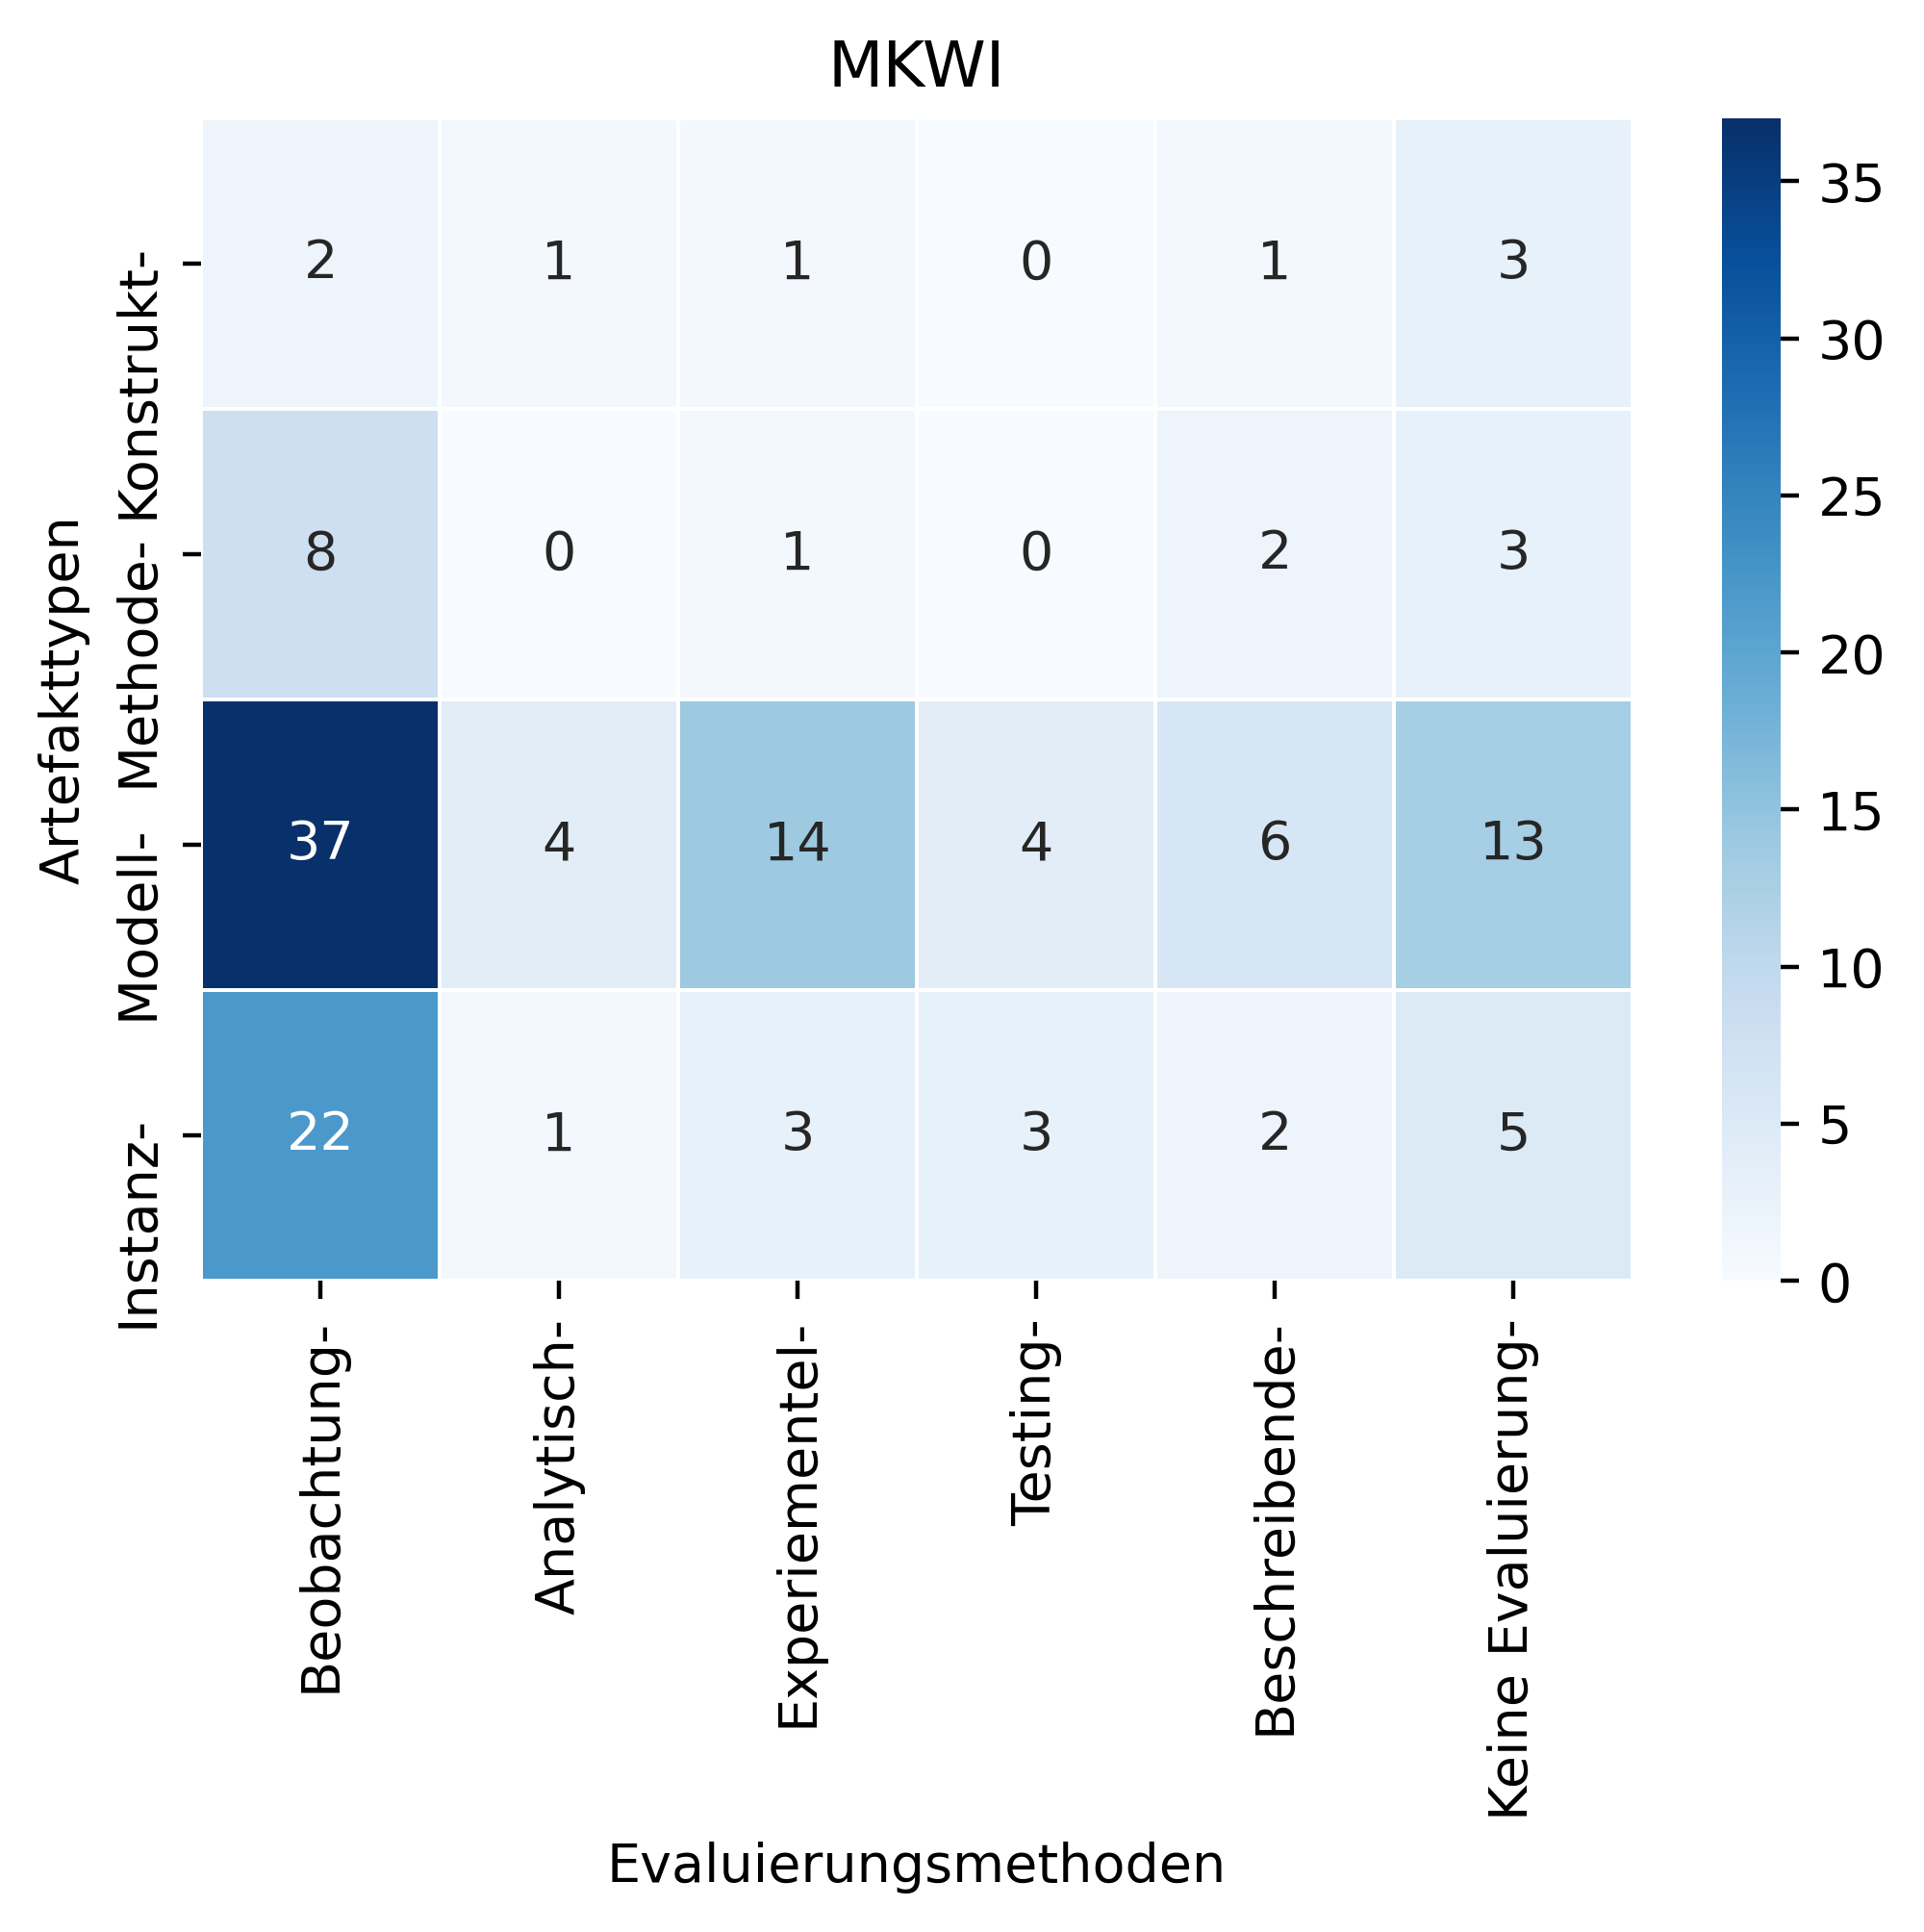 MKWI
Artefakttypen
Konstrukt-
2 1 1 0 1 3
Methode-
8 0 1 0 2 3
Modell-
37 4 14 4 6 13
Instanz-
22 1 3 3 2 5
Beobachtung-
Analytisch-
Experiementel-
Testing-
Beschreibende-
Keine Evaluierung-
Evaluierungsmethoden
35
30
25
20
15
10
5
0